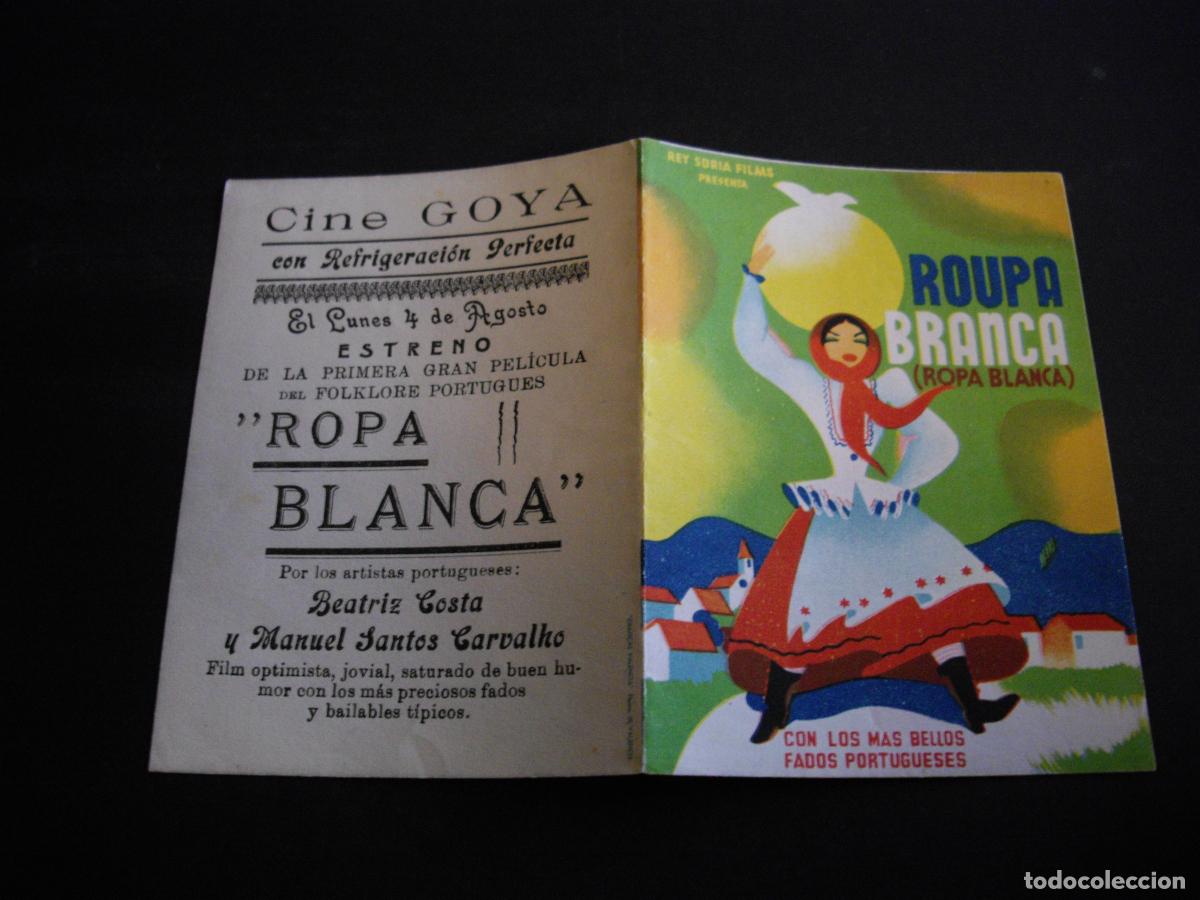 Cine GOYA
con Refrigeración Perfecta
El Lunes 4 de Agosto
ESTRENO
DE LA PRIMERA GRAN PELÍCULA
DEL FOLKLORE PORTUGUES
"ROPA
BLANCA"
Por los artistas portugueses:
Beatriz Costa
y Manuel Santos Carvalho
Film optimista, jovial, saturado de buen hu-
mor con los más preciosos fados
y bailables típicos.
REY SORIA FILMS
PRESENTA
ROUPA
BRANCA
(ROPA BLANCA)
CON LOS MAS BELLOS
FADOS PORTUGUESES
todocoleccion